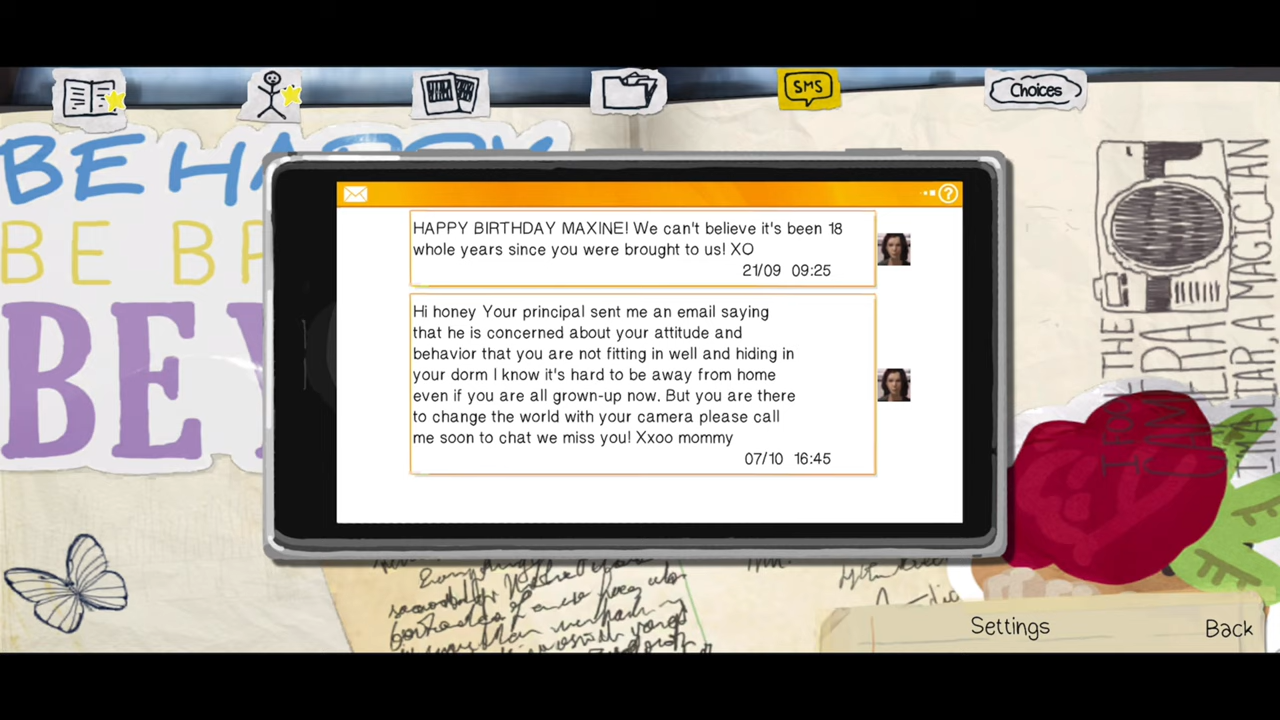 SMS
Choices
BE HAPPY
BE BR
BE Y
HAPPY BIRTHDAY MAXINE! We can't believe it's been 18
whole years since you were brought to us! XO
21/09 09:25
Hi honey Your principal sent me an email saying
that he is concerned about your attitude and
behavior that you are not fitting in well and hiding in
your dorm I know it's hard to be away from home
even if you are all grown-up now. But you are there
to change the world with your camera please call
me soon to chat we miss you! Xxoo mommy
07/10 16:45
?
LIAR, A MAGICIAN
Settings
Back